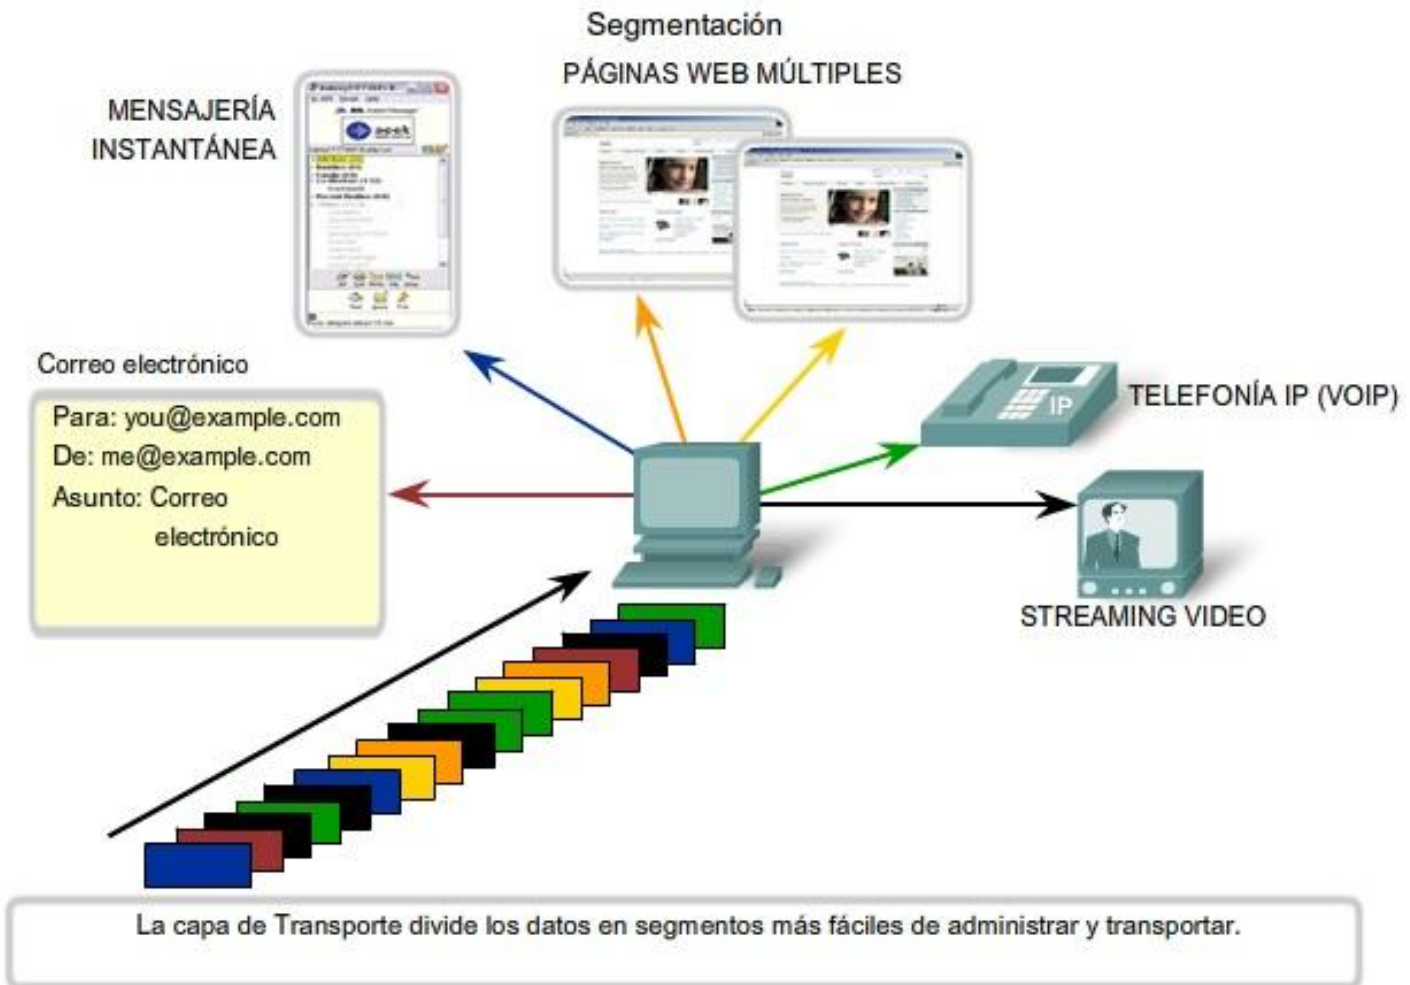 Segmentación
PÁGINAS WEB MÚLTIPLES
MENSAJERÍA
INSTANTÁNEA
Correo electrónico
Para: you@example.com
De: me@example.com
Asunto: Correo
electrónico
IP
TELEFONÍA IP (VOIP)
STREAMING VIDEO
La capa de Transporte divide los datos en segmentos más fáciles de administrar y transportar.